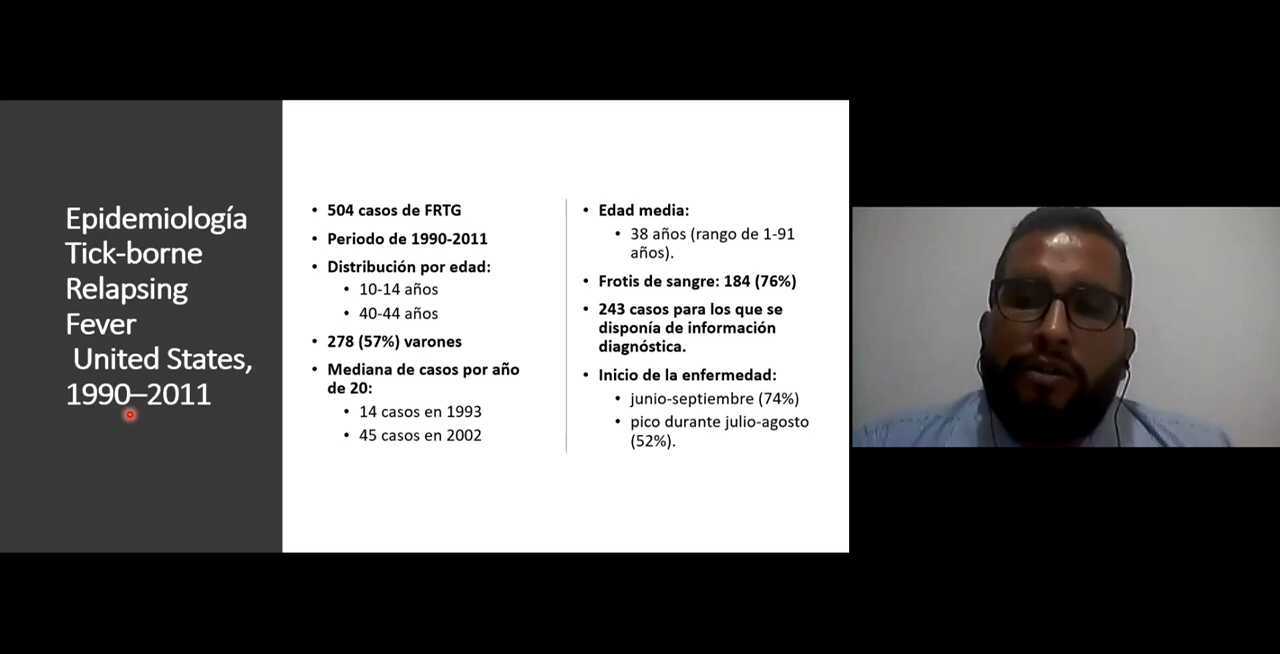 Epidemiología
Tick-borne
Relapsing
Fever
United States,
1990–2011
• 504 casos de FRTG
• Periodo de 1990-2011
• Distribución por edad:
• 10-14 años
• 40-44 años
• 278 (57%) varones
• Mediana de casos por año
de 20:
• 14 casos en 1993
• 45 casos en 2002
• Edad media:
• 38 años (rango de 1-91
años).
• Frotis de sangre: 184 (76%)
• 243 casos para los que se
disponía de información
diagnóstica.
• Inicio de la enfermedad:
• junio-septiembre (74%)
• pico durante julio-agosto
(52%).